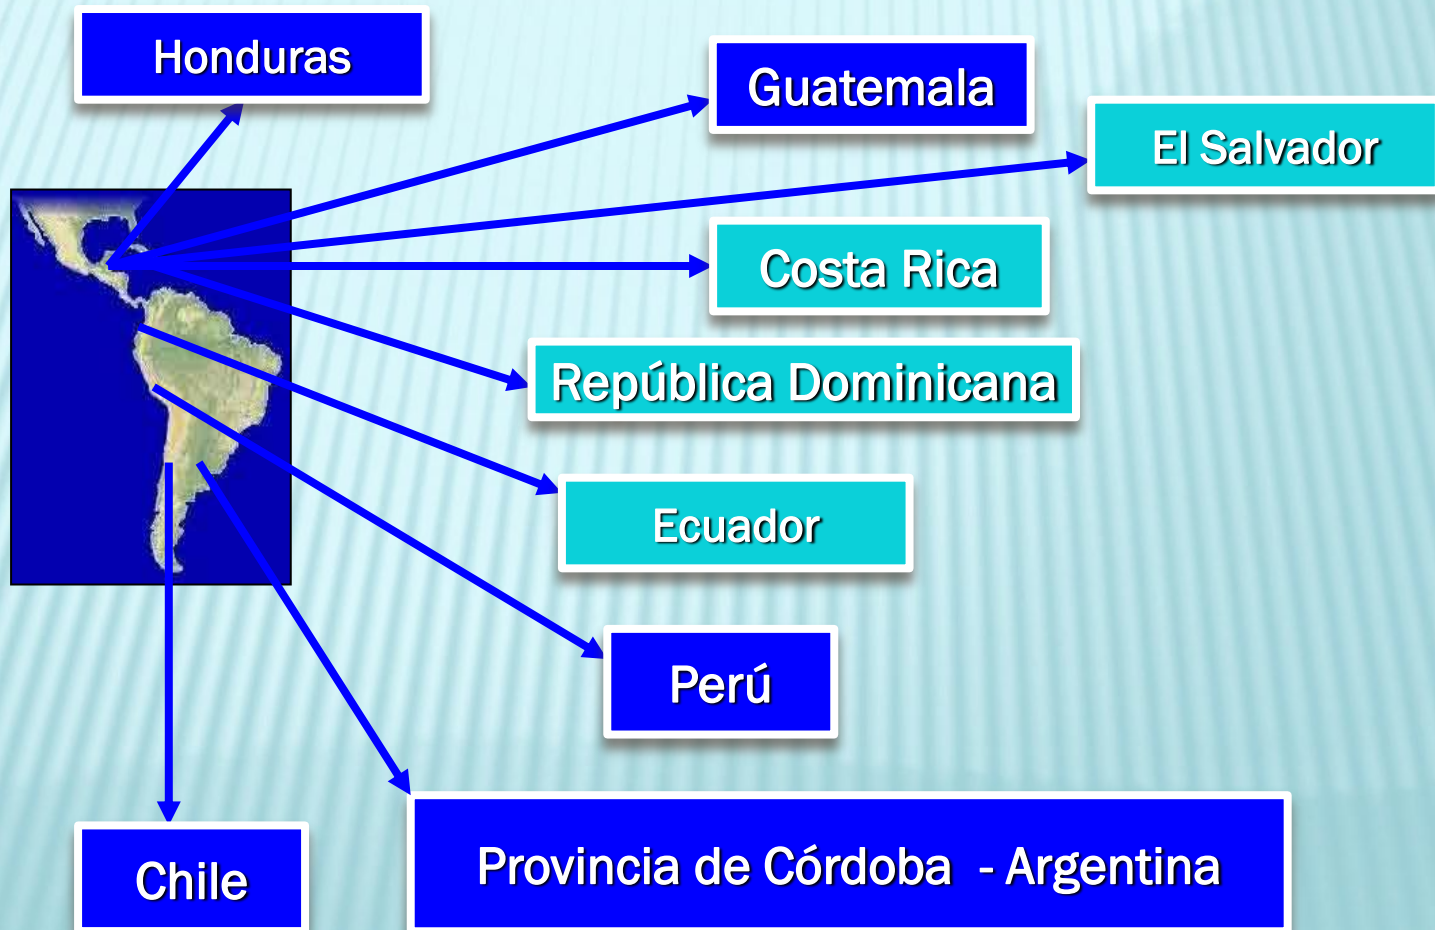 Honduras
Guatemala
El Salvador
Costa Rica
República Dominicana
Ecuador
Perú
Chile
Provincia de Córdoba - Argentina